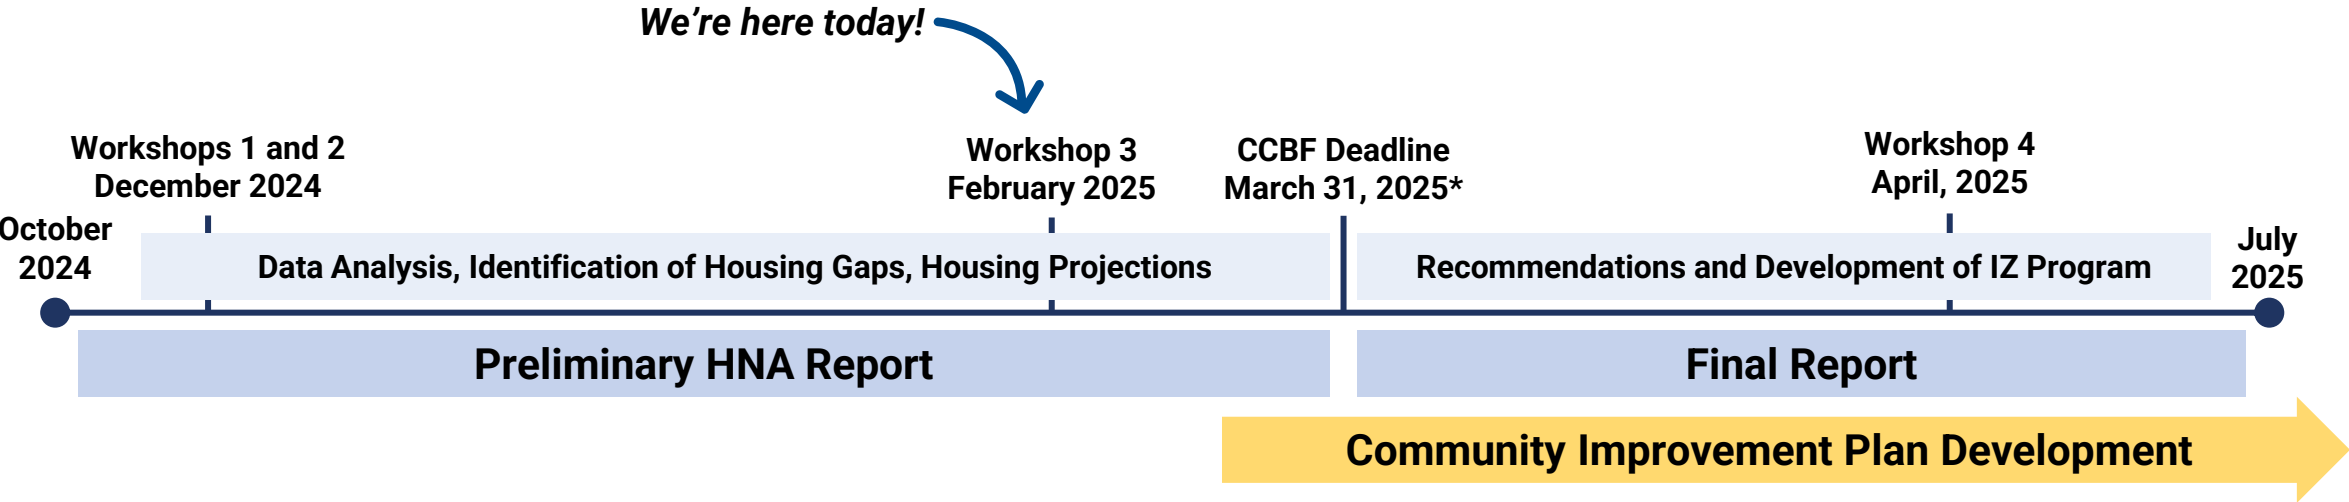 We're here today!
Workshops 1 and 2
December 2024
Workshop 3
February 2025
CCBF Deadline
March 31, 2025*
Workshop 4
April, 2025
October
2024
Data Analysis, Identification of Housing Gaps, Housing Projections
Recommendations and Development of IZ Program
July
2025
Preliminary HNA Report
Final Report
Community Improvement Plan Development